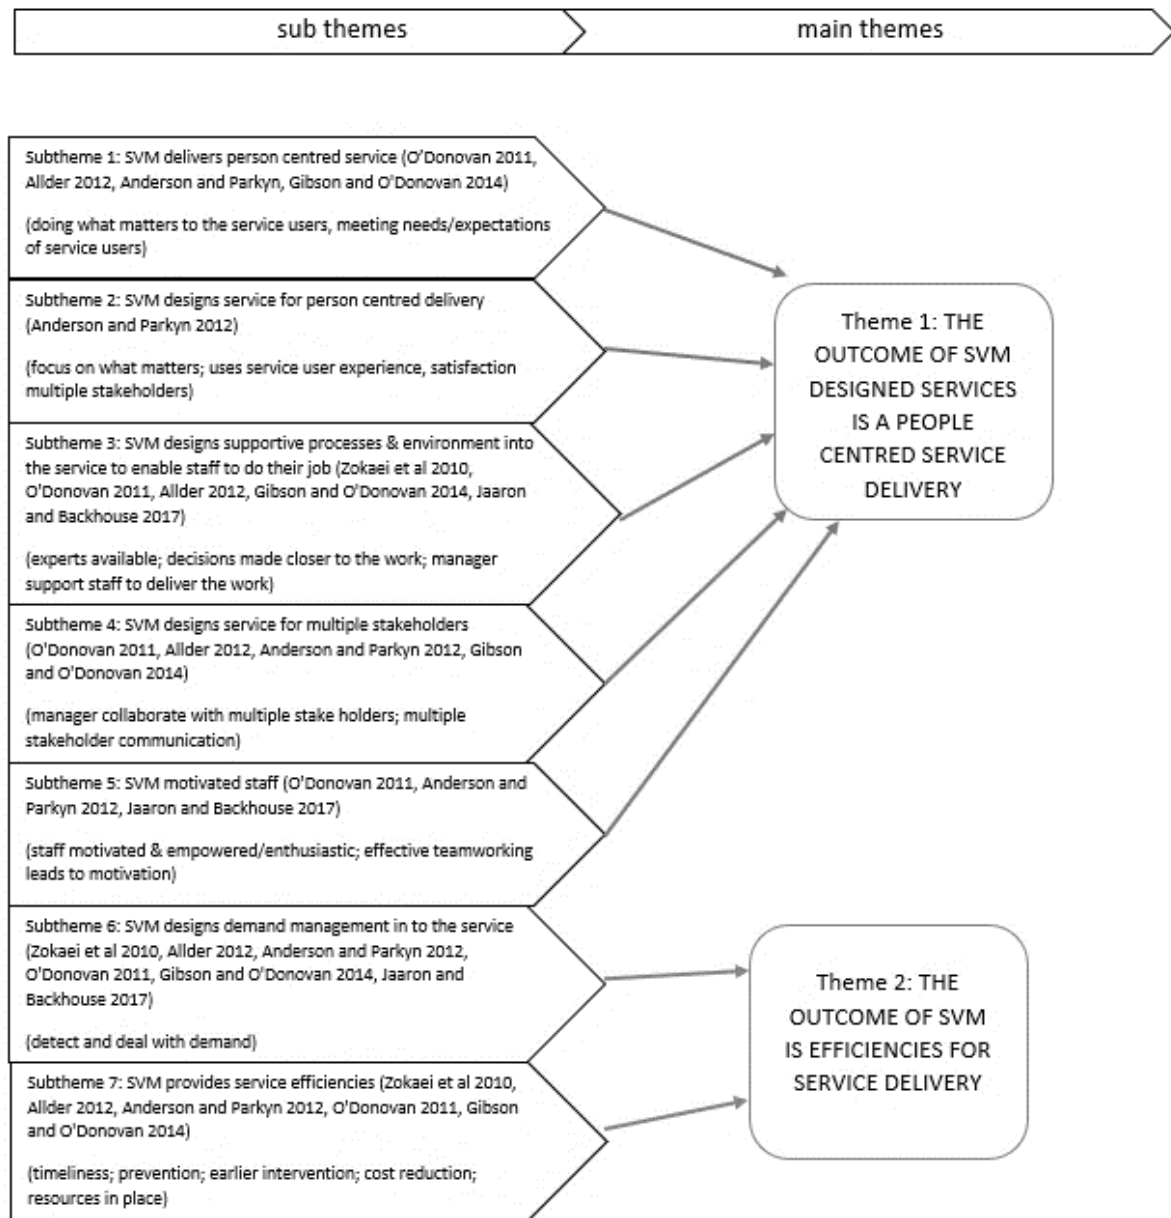 sub themes
main themes
Subtheme 1: SVM delivers person centred service (O'Donovan 2011,
Allder 2012, Anderson and Parkyn, Gibson and O'Donovan 2014)
(doing what matters to the service users, meeting needs/expectations
of service users)
Subtheme 2: SVM designs service for person centred delivery
(Anderson and Parkyn 2012)
(focus on what matters; uses service user experience, satisfaction
multiple stakeholders)
Subtheme 3: SVM designs supportive processes & environment into
the service to enable staff to do their job (Zokaei et al 2010,
O'Donovan 2011, Allder 2012, Gibson and O'Donovan 2014, Jaaron
and Backhouse 2017)
(experts available; decisions made closer to the work; manager
support staff to deliver the work)
Subtheme 4: SVM designs service for multiple stakeholders
(O'Donovan 2011, Allder 2012, Anderson and Parkyn 2012, Gibson
and O'Donovan 2014)
(manager collaborate with multiple stake holders; multiple
stakeholder communication)
Subtheme 5: SVM motivated staff (O'Donovan 2011, Anderson and
Parkyn 2012, Jaaron and Backhouse 2017)
(staff motivated & empowered/enthusiastic; effective teamworking
leads to motivation)
Subtheme 6: SVM designs demand management in to the service
(Zokaei et al 2010, Allder 2012, Anderson and Parkyn 2012,
O'Donovan 2011, Gibson and O'Donovan 2014, Jaaron and
Backhouse 2017)
(detect and deal with demand)
Subtheme 7: SVM provides service efficiencies (Zokaei et al 2010,
Allder 2012, Anderson and Parkyn 2012, O'Donovan 2011, Gibson
and O'Donovan 2014)
(timeliness; prevention; earlier intervention; cost reduction;
resources in place)
Theme 1: THE
OUTCOME OF SVM
DESIGNED SERVICES
IS A PEOPLE
CENTRED SERVICE
DELIVERY
Theme 2: THE
OUTCOME OF SVM
IS EFFICIENCIES FOR
SERVICE DELIVERY